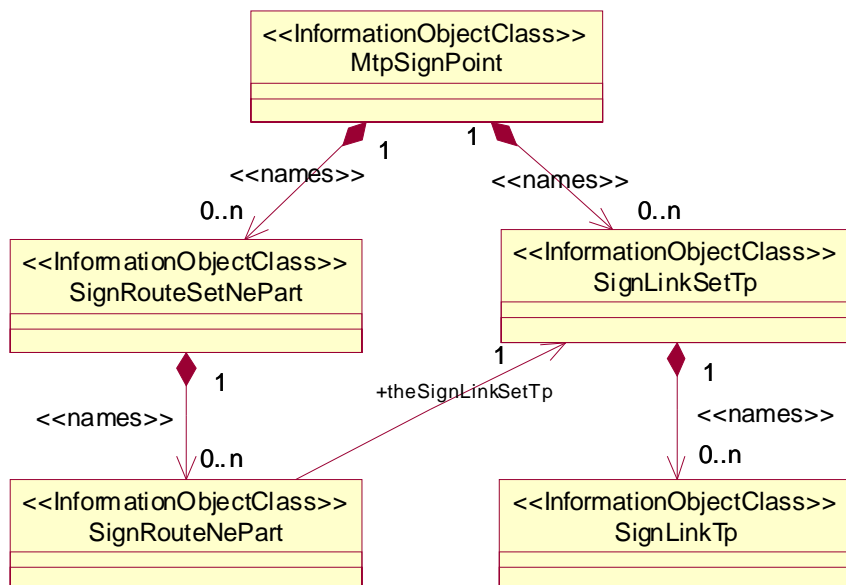 <<InformationObjectClass>>
MtpSignPoint
1
1
<<names>>
<<names>>
0..n
0..n
<<InformationObjectClass>>
SignRouteSetNePart
<<InformationObjectClass>>
SignLinkSetTp
1
1
1
+theSignLinkSetTp
<<names>>
<<names>>
0..n
0..n
<<InformationObjectClass>>
SignRouteNePart
<<InformationObjectClass>>
SignLinkTp